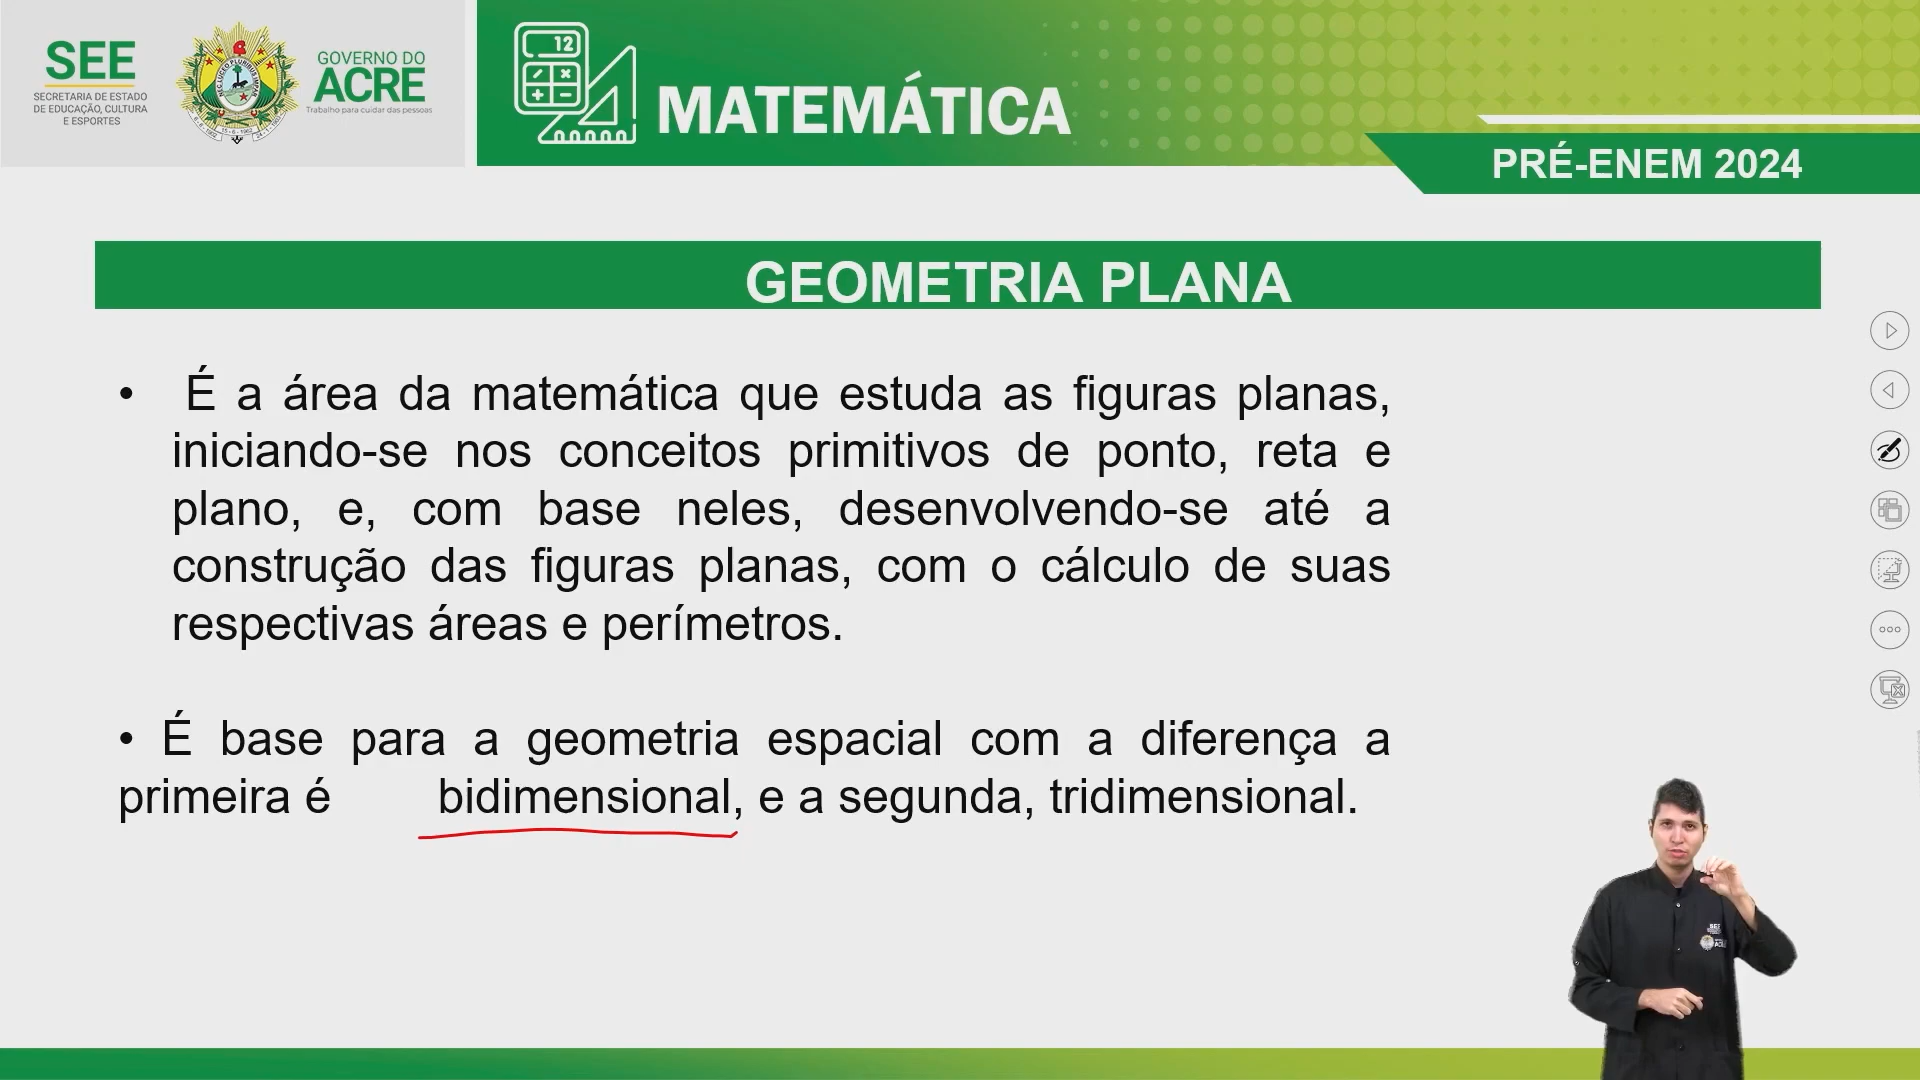 SEE
SECRETARIA DE ESTADO
DE EDUCAÇÃO, CULTURA
E ESPORTES
GOVERNO DO
ACRE
Trabalho para cuidar das pessoas
12
MATEMÁTICA
PRÉ-ENEM 2024
GEOMETRIA PLANA
• É a área da matemática que estuda as figuras planas,
iniciando-se nos conceitos primitivos de ponto, reta e
plano, e, com base neles, desenvolvendo-se até a
construção das figuras planas, com o cálculo de suas
respectivas áreas e perímetros.
• É base para a geometria espacial com a diferença a
primeira é bidimensional, e a segunda, tridimensional.